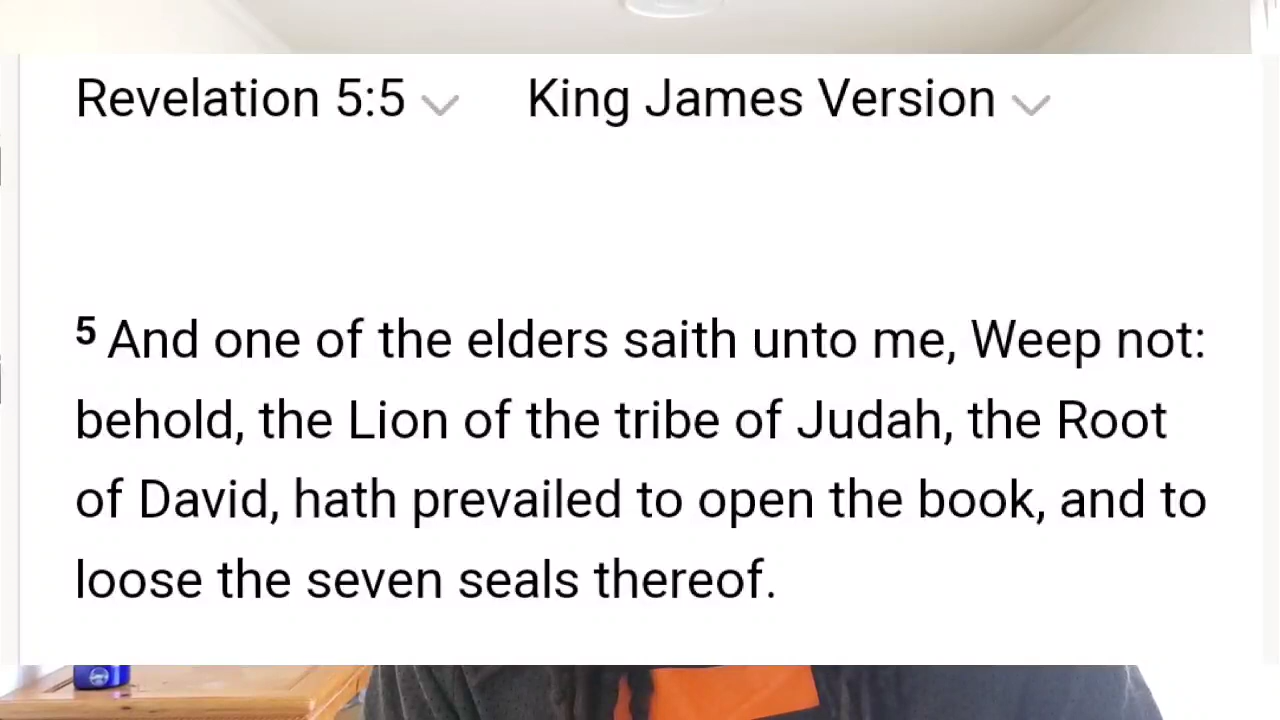 Revelation 5:5 King James Version
5 And one of the elders saith unto me, Weep not:
behold, the Lion of the tribe of Judah, the Root
of David, hath prevailed to open the book, and to
loose the seven seals thereof.